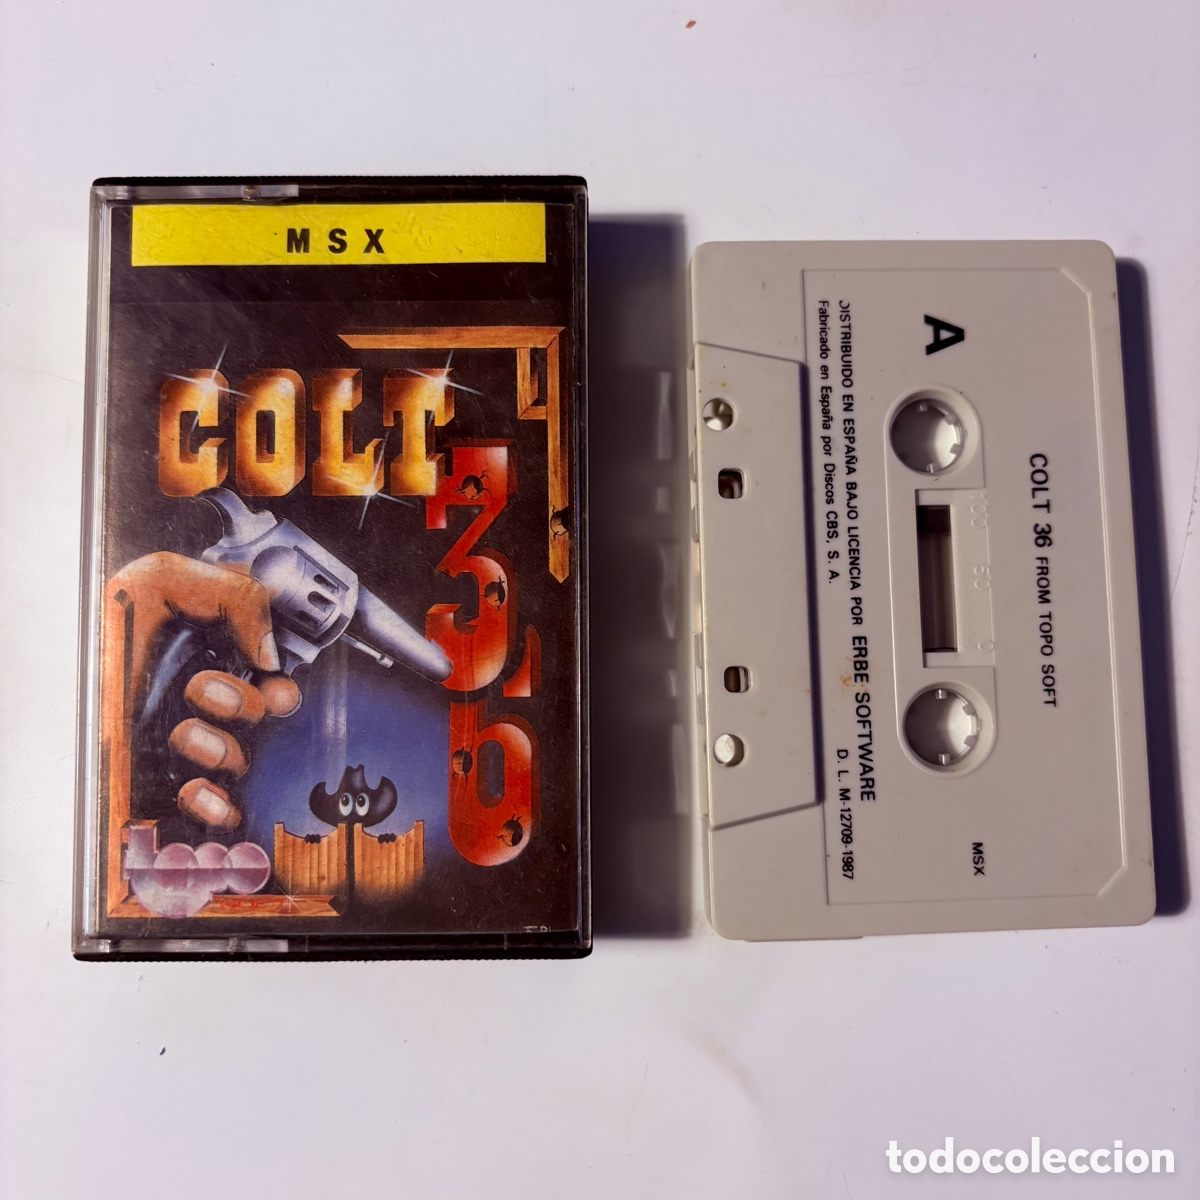 MSX
COLT
36
topo
SOFT
A
COLT 36 FROM TOPO SOFT
MSX
100 50 0
DISTRIBUIDO EN ESPAÑA BAJO LICENCIA POR ERBE SOFTWARE
Fabricado en España por Discos CBS, S. A.
D. L. M-12709-1987
todocoleccion